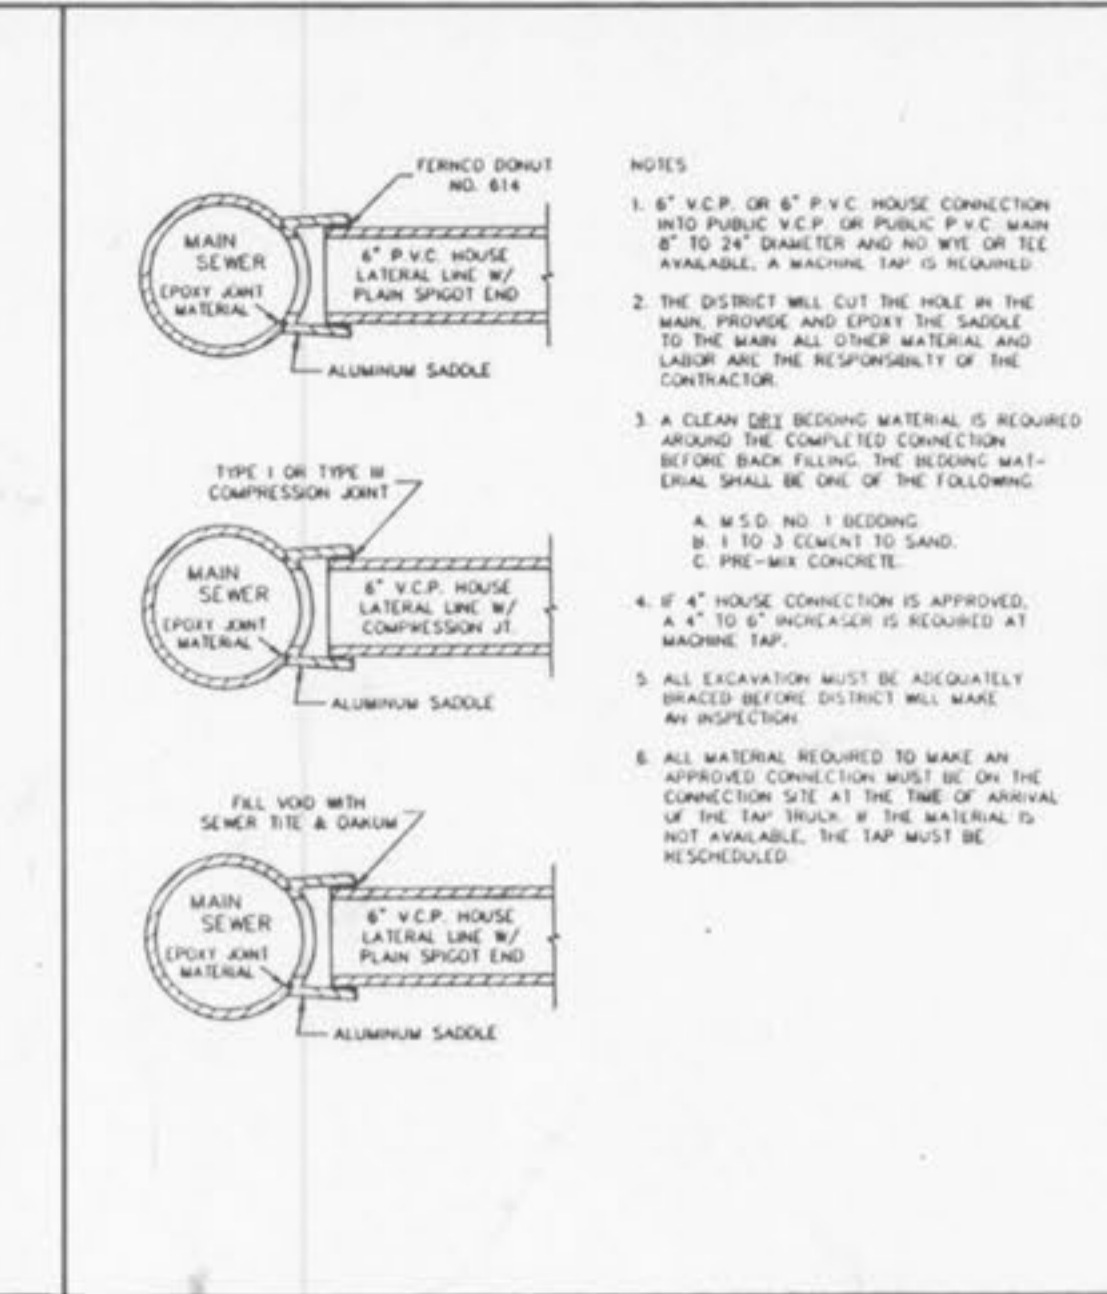 FERNCO DONUT
NO. 614
MAIN
SEWER
EPOXY JOINT
MATERIAL
6" P.V.C. HOUSE
LATERAL LINE W/
PLAIN SPIGOT END
ALUMINUM SADDLE
TYPE I OR TYPE III
COMPRESSION JOINT
MAIN
SEWER
EPOXY JOINT
MATERIAL
6" V.C.P. HOUSE
LATERAL LINE W/
COMPRESSION JT.
ALUMINUM SADDLE
FILL VOID WITH
SEWER TITE & OAKUM
MAIN
SEWER
EPOXY JOINT
MATERIAL
6" V.C.P. HOUSE
LATERAL LINE W/
PLAIN SPIGOT END
ALUMINUM SADDLE
NOTES
1. 6" V.C.P. OR 6" P.V.C. HOUSE CONNECTION
INTO PUBLIC V.C.P. OR PUBLIC P.V.C. MAIN
8" TO 24" DIAMETER AND NO WYE OR TEE
AVAILABLE, A MACHINE TAP IS REQUIRED.
2. THE DISTRICT WILL CUT THE HOLE IN THE
MAIN, PROVIDE AND EPOXY THE SADDLE
TO THE MAIN. ALL OTHER MATERIAL AND
LABOR ARE THE RESPONSIBILTY OF THE
CONTRACTOR.
3. A CLEAN DRY BEDDING MATERIAL IS REQUIRED
AROUND THE COMPLETED CONNECTION
BEFORE BACK FILLING. THE BEDDING MAT-
ERIAL SHALL BE ONE OF THE FOLLOWING
A. M.S.D. NO. 1 BEDDING
B. 1 TO 3 CEMENT TO SAND.
C. PRE-MIX CONCRETE.
4. IF 4" HOUSE CONNECTION IS APPROVED,
A 4" TO 6" INCREASER IS REQUIRED AT
MACHINE TAP.
5. ALL EXCAVATION MUST BE ADEQUATELY
BRACED BEFORE DISTRICT WILL MAKE
AN INSPECTION
6. ALL MATERIAL REQUIRED TO MAKE AN
APPROVED CONNECTION MUST BE ON THE
CONNECTION SITE AT THE TIME OF ARRIVAL
OF THE TAP TRUCK. IF THE MATERIAL IS
NOT AVAILABLE, THE TAP MUST BE
RESCHEDULED.